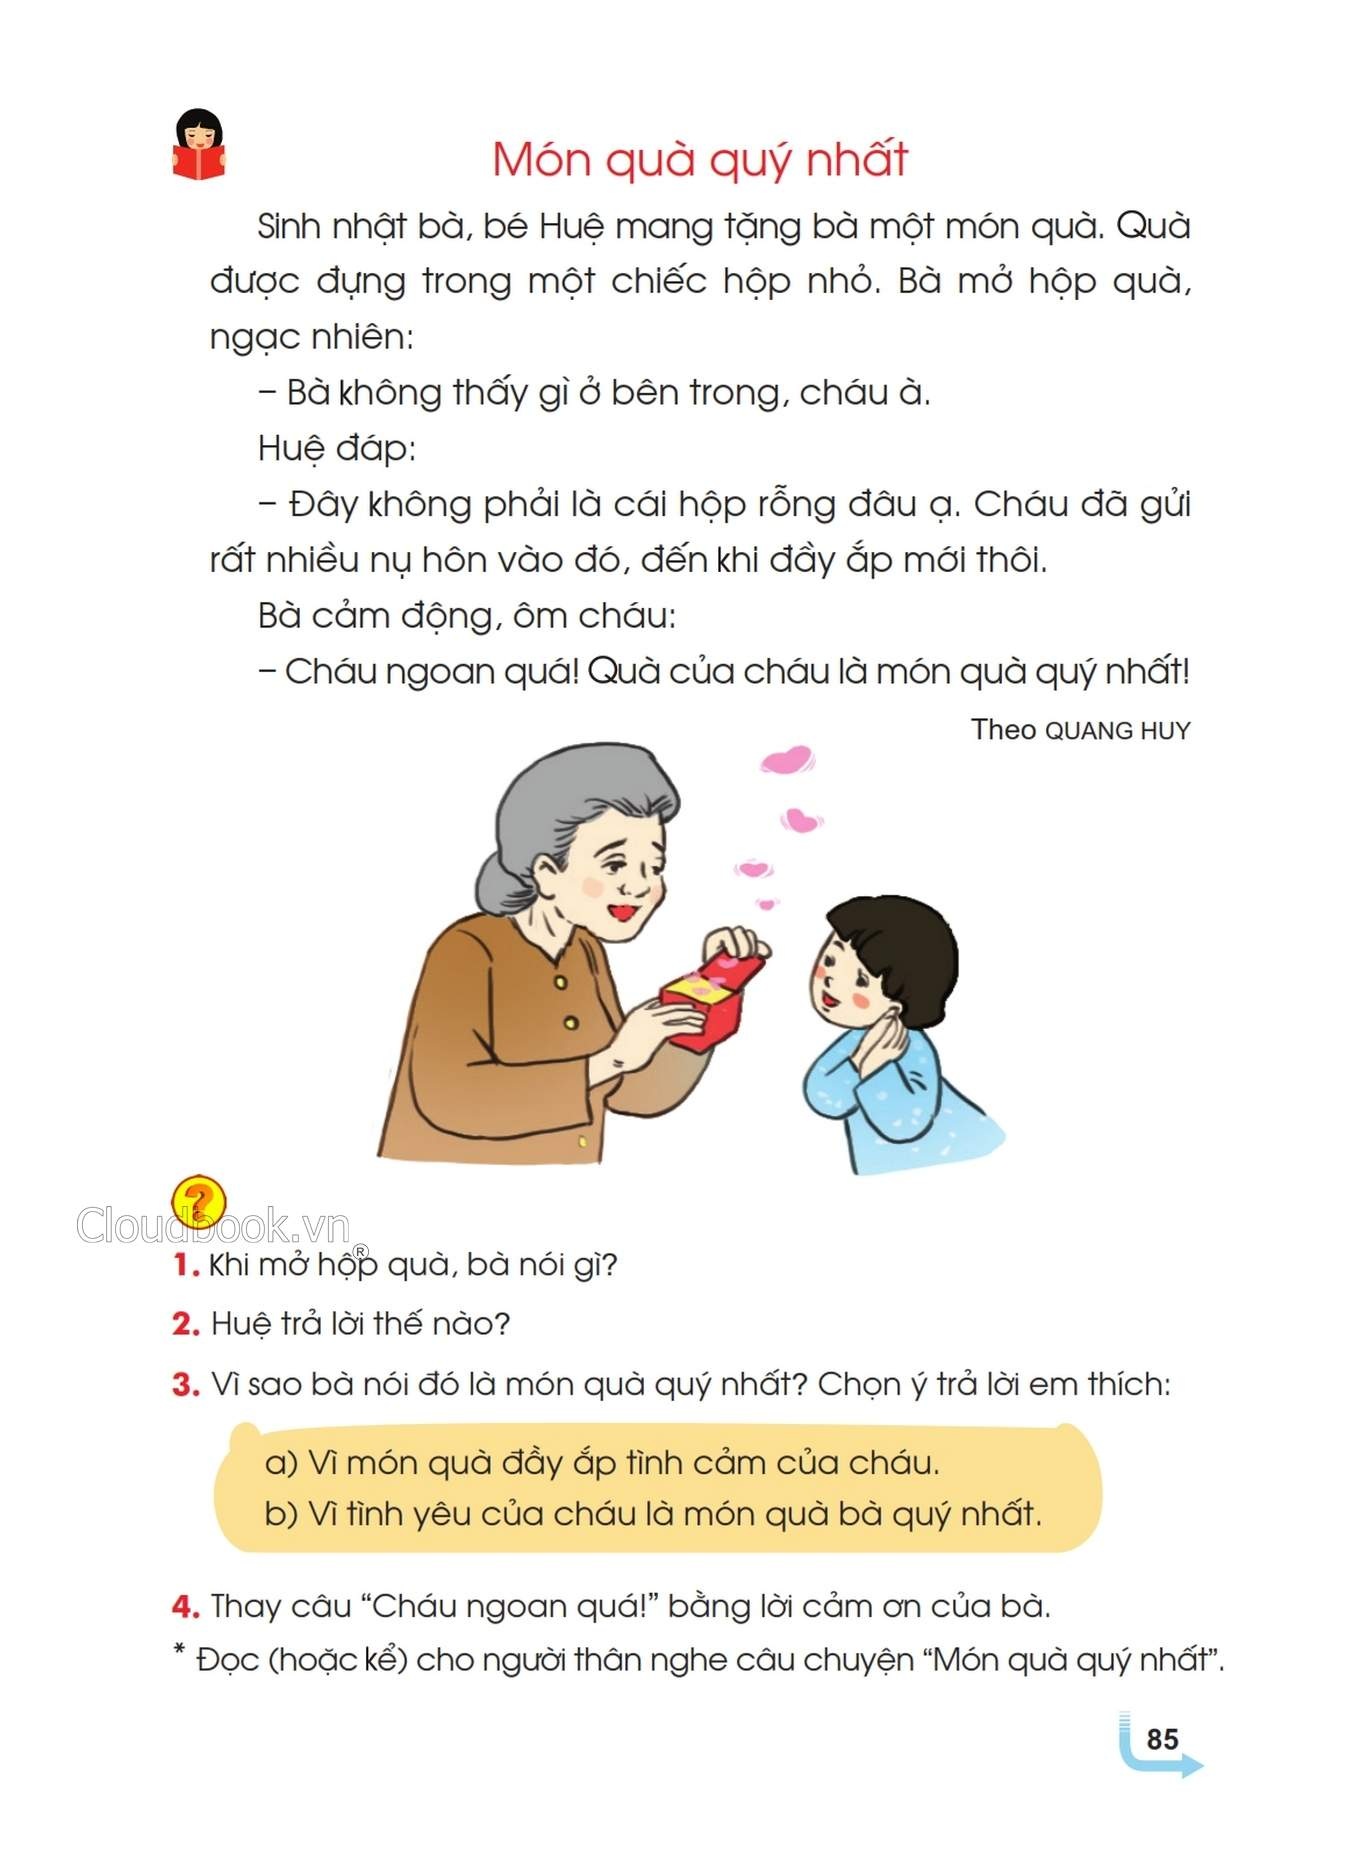 Món quà quý nhất
Sinh nhật bà, bé Huệ mang tặng bà một món quà. Quà
được đựng trong một chiếc hộp nhỏ. Bà mở hộp quà,
ngạc nhiên:
– Bà không thấy gì ở bên trong, cháu à.
Huệ đáp:
– Đây không phải là cái hộp rỗng đâu ạ. Cháu đã gửi
rất nhiều nụ hôn vào đó, đến khi đầy ắp mới thôi.
Bà cảm động, ôm cháu:
– Cháu ngoan quá! Quà của cháu là món quà quý nhất!
Theo QUANG HUY
?
Cloudbook.vn®
1. Khi mở hộp quà, bà nói gì?
2. Huệ trả lời thế nào?
3. Vì sao bà nói đó là món quà quý nhất? Chọn ý trả lời em thích:
a) Vì món quà đầy ắp tình cảm của cháu.
b) Vì tình yêu của cháu là món quà bà quý nhất.
4. Thay câu “Cháu ngoan quá!” bằng lời cảm ơn của bà.
* Đọc (hoặc kể) cho người thân nghe câu chuyện “Món quà quý nhất”.
85